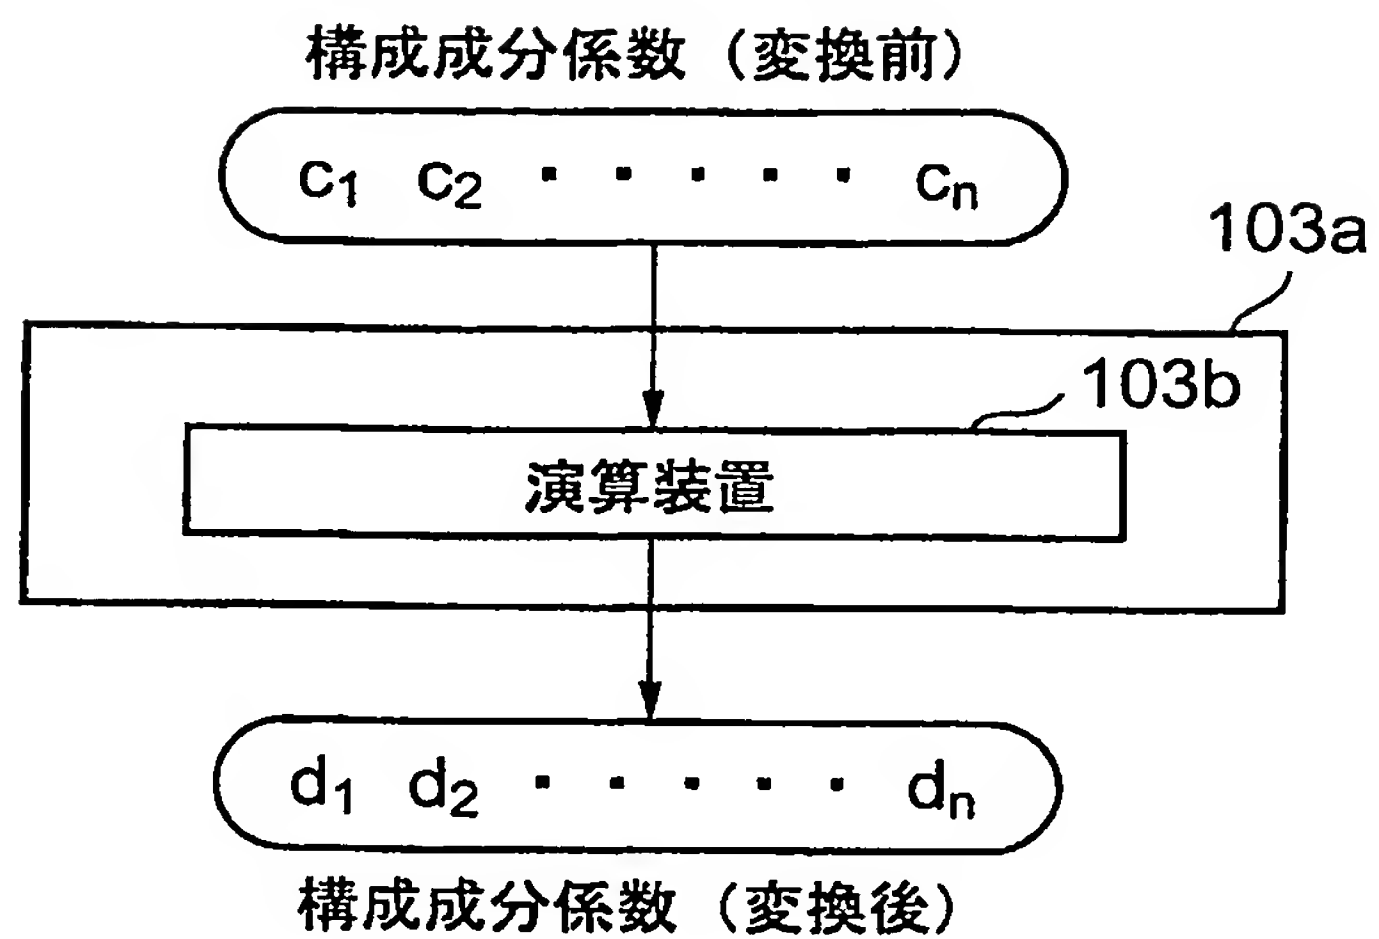 構成成分係数（変換前）
c1 c2 ・・・・・ cn
103a
103b
演算装置
d1 d2 ・・・・・ dn
構成成分係数（変換後）